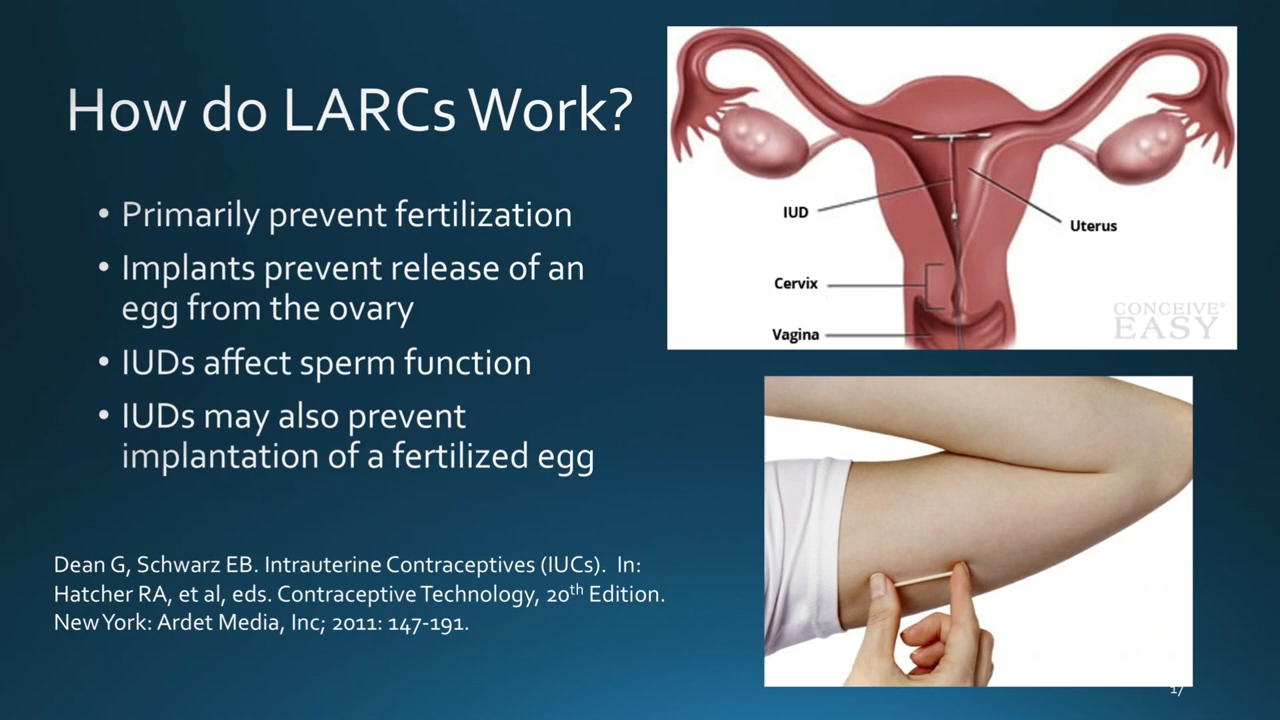 How do LARCs Work?
• Primarily prevent fertilization
• Implants prevent release of an
egg from the ovary
• IUDs affect sperm function
• IUDs may also prevent
implantation of a fertilized egg
Dean G, Schwarz EB. Intrauterine Contraceptives (IUCs). In:
Hatcher RA, et al, eds. Contraceptive Technology, 20th Edition.
New York: Ardet Media, Inc; 2011: 147-191.
IUD
Uterus
Cervix
Vagina
CONCEIVE®
EASY
17